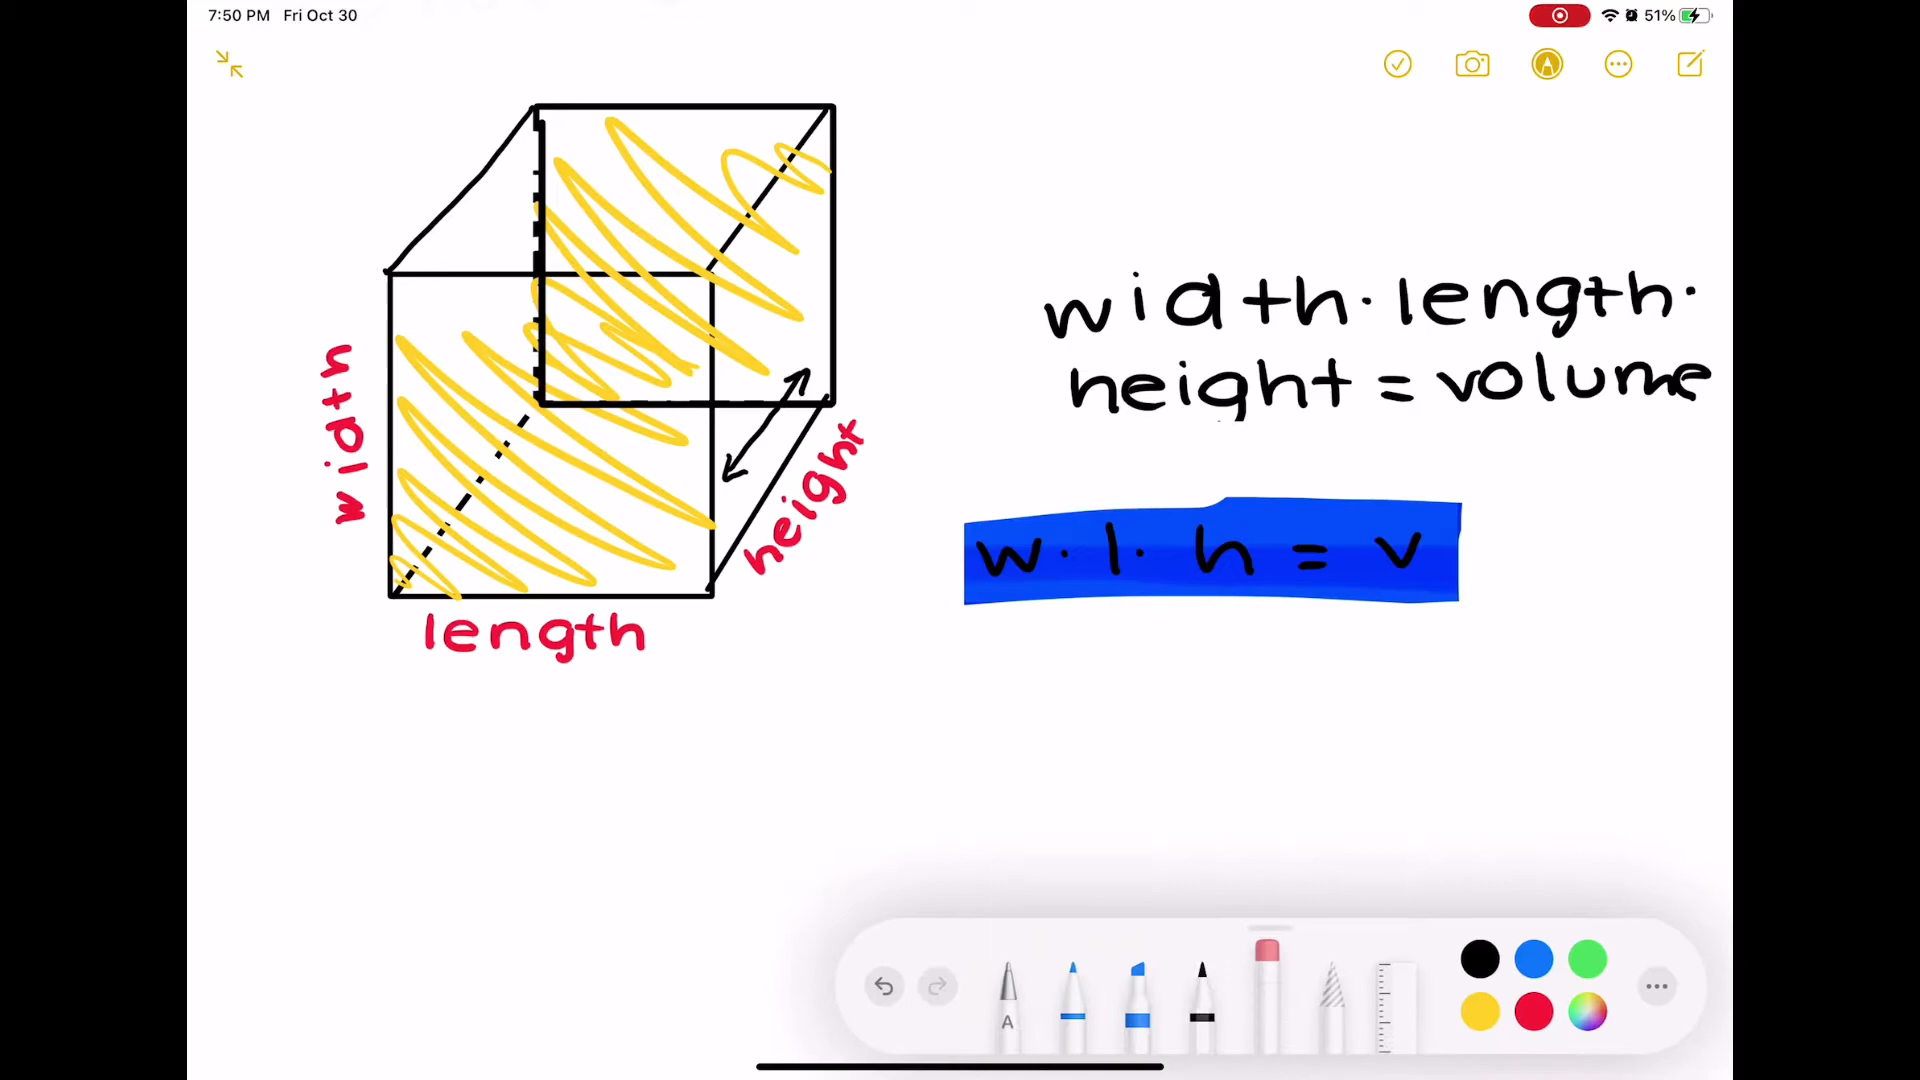 7:50 PM Fri Oct 30
51%
width
height
length
width · length ·
height = volume
w · l · h = v
A